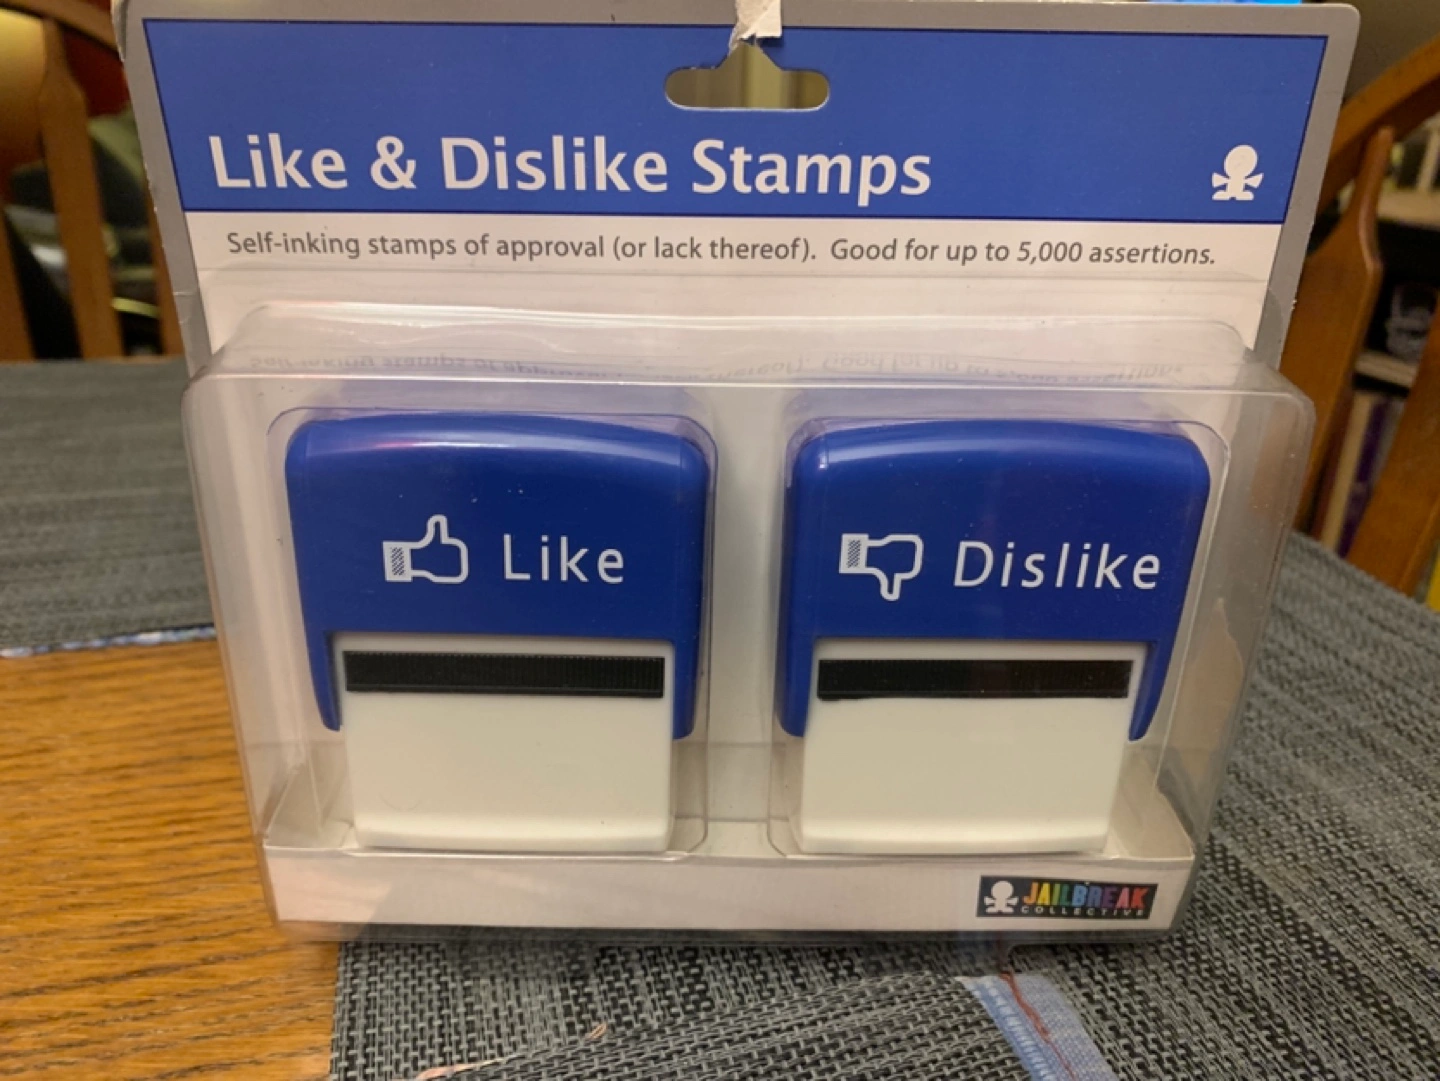 Like & Dislike Stamps
Self-inking stamps of approval (or lack thereof). Good for up to 5,000 assertions.
Like
Dislike
JAILBREAK
COLLECTIVE